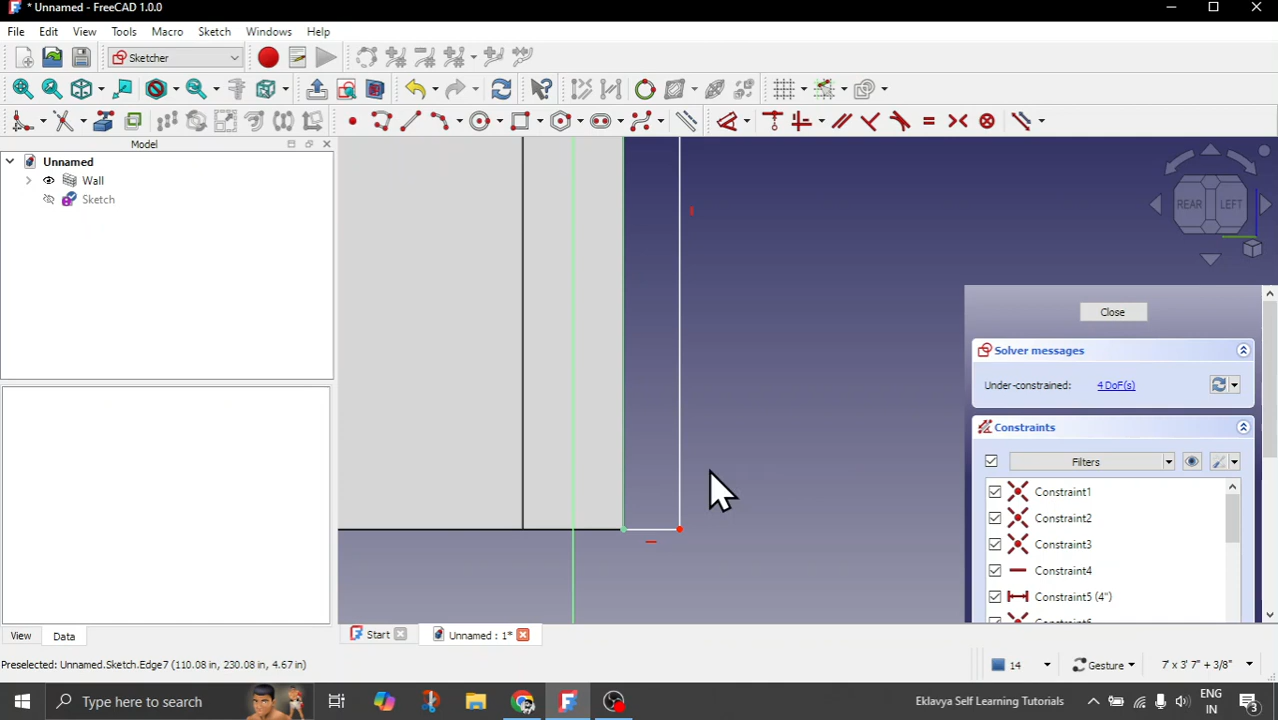 * Unnamed - FreeCAD 1.0.0
File Edit View Tools Macro Sketch Windows Help
Sketcher
Model
Unnamed
Wall
Sketch
REAR LEFT
Close
Solver messages
Under-constrained: 4 DoF(s)
Constraints
Filters
Constraint1
Constraint2
Constraint3
Constraint4
Constraint5 (4")
View Data
Start Unnamed : 1*
Preselected: Unnamed.Sketch.Edge7 (110.08 in, 230.08 in, 4.67 in)
14 Gesture 7' x 3' 7" + 3/8"
Type here to search
Eklavya Self Learning Tutorials
ENG
IN
3